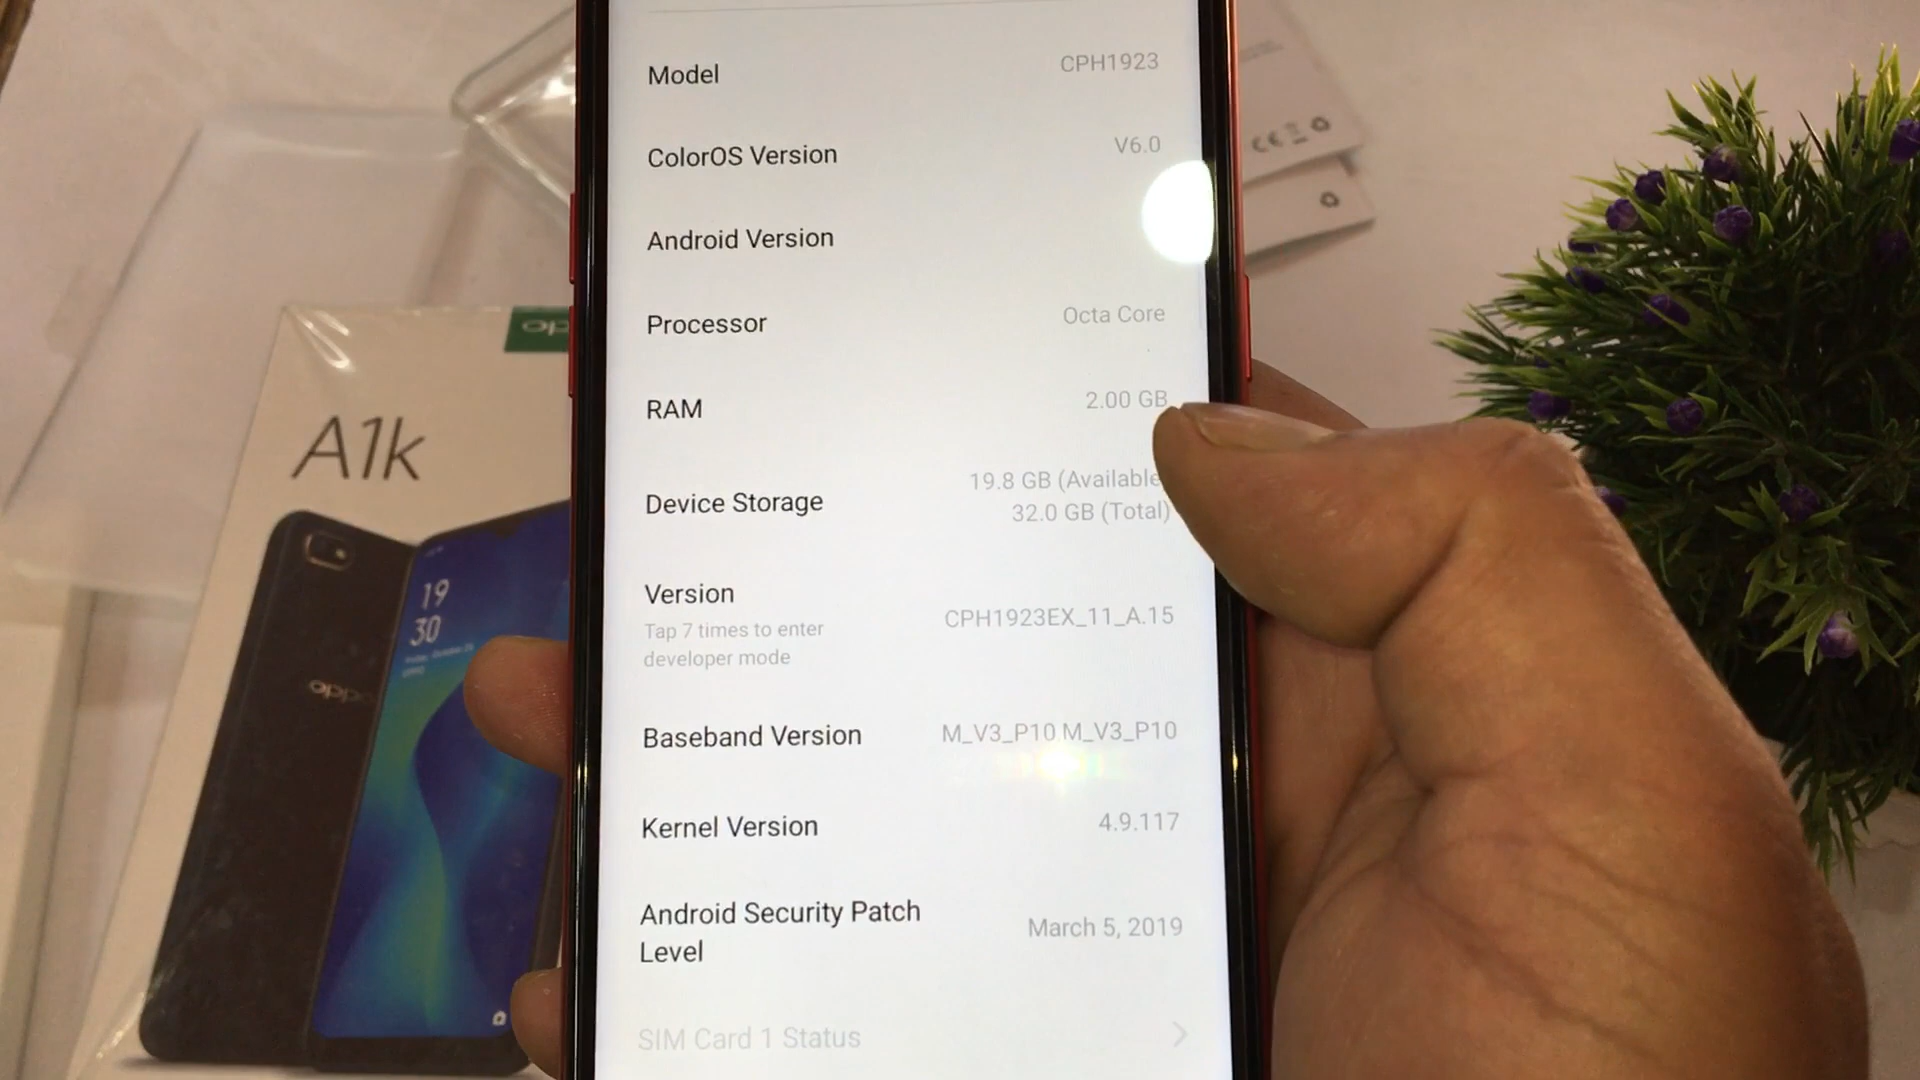 Model CPH1923
ColorOS Version V6.0
Android Version
Processor Octa Core
RAM 2.00 GB
Device Storage 19.8 GB (Available
32.0 GB (Total)
Version CPH1923EX_11_A.15
Tap 7 times to enter
developer mode
Baseband Version M_V3_P10,M_V3_P10
Kernel Version 4.9.117
Android Security Patch
Level
March 5, 2019
SIM Card 1 Status
A1k
19
30
oppo
CE